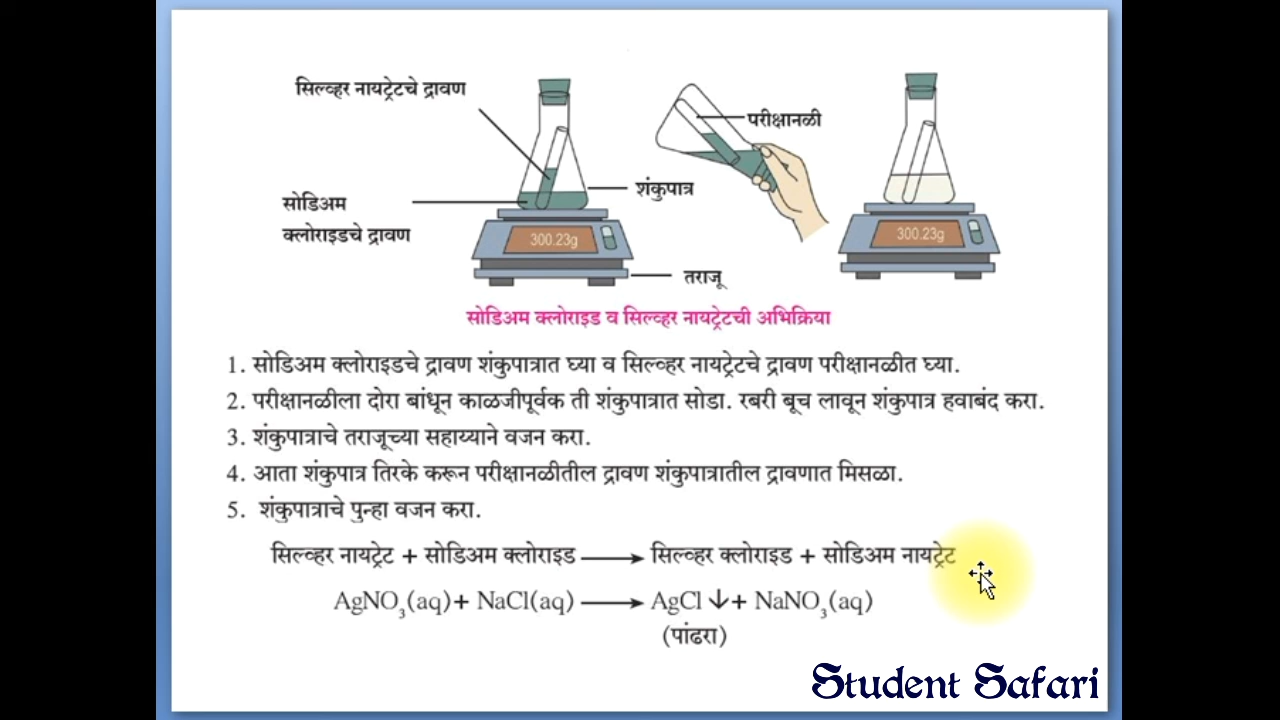 सिल्व्हर नायट्रेटचे द्रावण
परीक्षानळी
शंकुपात्र
सोडिअम
क्लोराइडचे द्रावण
300.23g
300.23g
तराजू
सोडिअम क्लोराइड व सिल्व्हर नायट्रेटची अभिक्रिया
1. सोडिअम क्लोराइडचे द्रावण शंकुपात्रात घ्या व सिल्व्हर नायट्रेटचे द्रावण परीक्षानळीत घ्या.
2. परीक्षानळीला दोरा बांधून काळजीपूर्वक ती शंकुपात्रात सोडा. रबरी बूच लावून शंकुपात्र हवाबंद करा.
3. शंकुपात्राचे तराजूच्या सहाय्याने वजन करा.
4. आता शंकुपात्र तिरके करून परीक्षानळीतील द्रावण शंकुपात्रातील द्रावणात मिसळा.
5. शंकुपात्राचे पुन्हा वजन करा.
सिल्व्हर नायट्रेट + सोडिअम क्लोराइड ⟶ सिल्व्हर क्लोराइड + सोडिअम नायट्रेट
AgNO₃(aq)+ NaCl(aq) ⟶ AgCl ↓+ NaNO₃(aq)
(पांढरा)
Student Safari